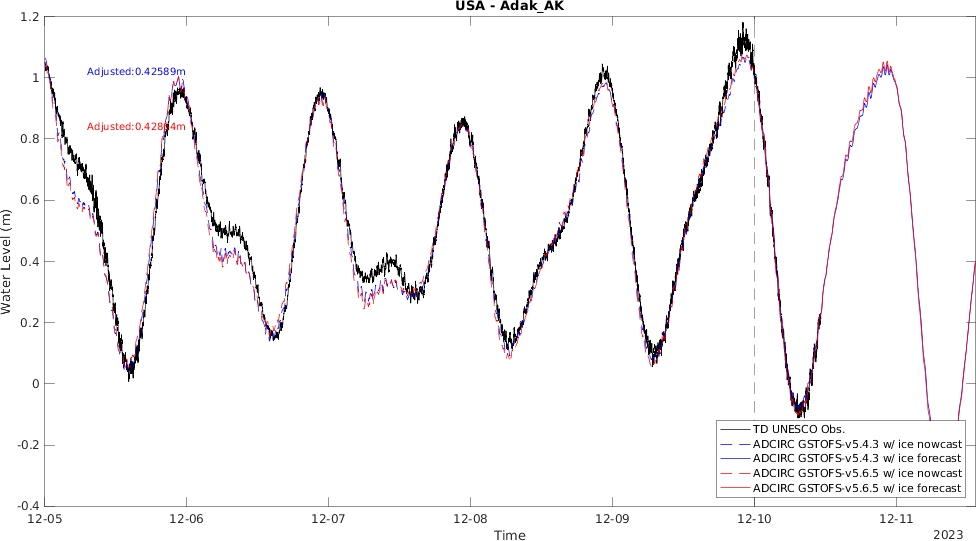 USA - Adak_AK
1.2
1
0.8
0.6
0.4
0.2
0
-0.2
-0.4
Water Level (m)
Adjusted:0.42589m
Adjusted:0.42864m
TD UNESCO Obs.
ADCIRC GSTOFS-v5.4.3 w/ ice nowcast
ADCIRC GSTOFS-v5.4.3 w/ ice forecast
ADCIRC GSTOFS-v5.6.5 w/ ice nowcast
ADCIRC GSTOFS-v5.6.5 w/ ice forecast
12-05 12-06 12-07 12-08 12-09 12-10 12-11
Time
2023